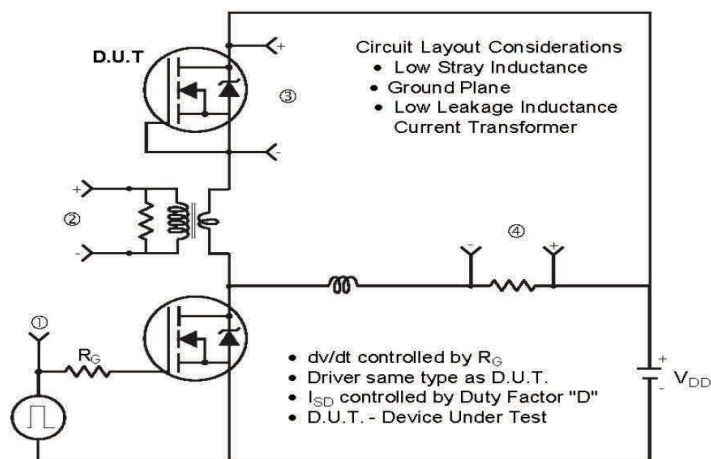 D.U.T
+
③
-
Circuit Layout Considerations
• Low Stray Inductance
• Ground Plane
• Low Leakage Inductance
Current Transformer
+
②
-
-
④
+
①
R_G
• dv/dt controlled by R_G
• Driver same type as D.U.T.
• I_SD controlled by Duty Factor "D"
• D.U.T. - Device Under Test
+
V_DD
-